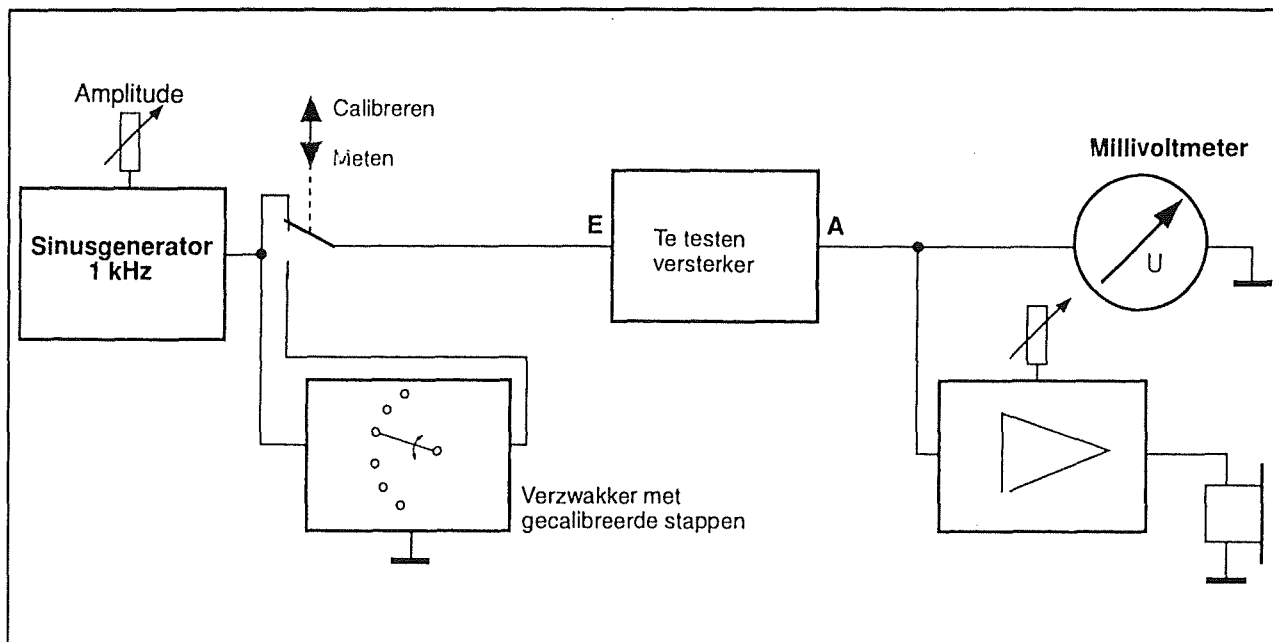 Amplitude
Calibreren
Meten
Millivoltmeter
Sinusgenerator
1 kHz
E
Te testen
versterker
A
U
Verzwakker met
gecalibreerde stappen